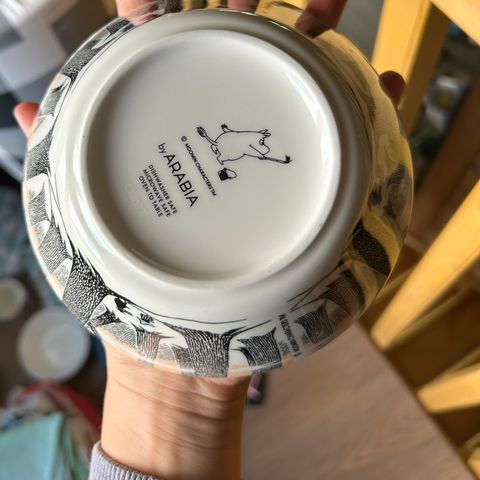 © MOOMIN CHARACTERS™
by ARABIA
DISHWASHER SAFE
MICROWAVE SAFE
OVEN TO TABLE